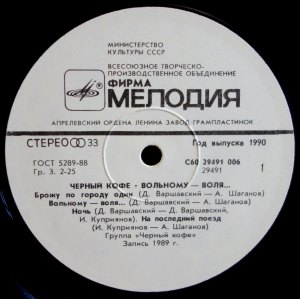 МИНИСТЕРСТВО
КУЛЬТУРЫ СССР
ВСЕСОЮЗНОЕ ТВОРЧЕСКО-
ПРОИЗВОДСТВЕННОЕ ОБЪЕДИНЕНИЕ
ФИРМА
МЕЛОДИЯ
АПРЕЛЕВСКИЙ ОРДЕНА ЛЕНИНА ЗАВОД ГРАМПЛАСТИНОК
СТЕРЕО 33
Год выпуска 1990
ГОСТ 5289-88
Гр. 3. 2-25
С60 29491 006
29491
1
ЧЕРНЫЙ КОФЕ - ВОЛЬНОМУ — ВОЛЯ...
Брожу по городу один (Д. Варшавский — А. Шаганов)
Вольному — воля... (Д. Варшавский — А. Шаганов)
Ночь (Д. Варшавский — Д. Варшавский,
И. Куприянов). На последний поезд
(И. Куприянов — А. Шаганов)
Группа «Черный кофе»
Запись 1989 г.